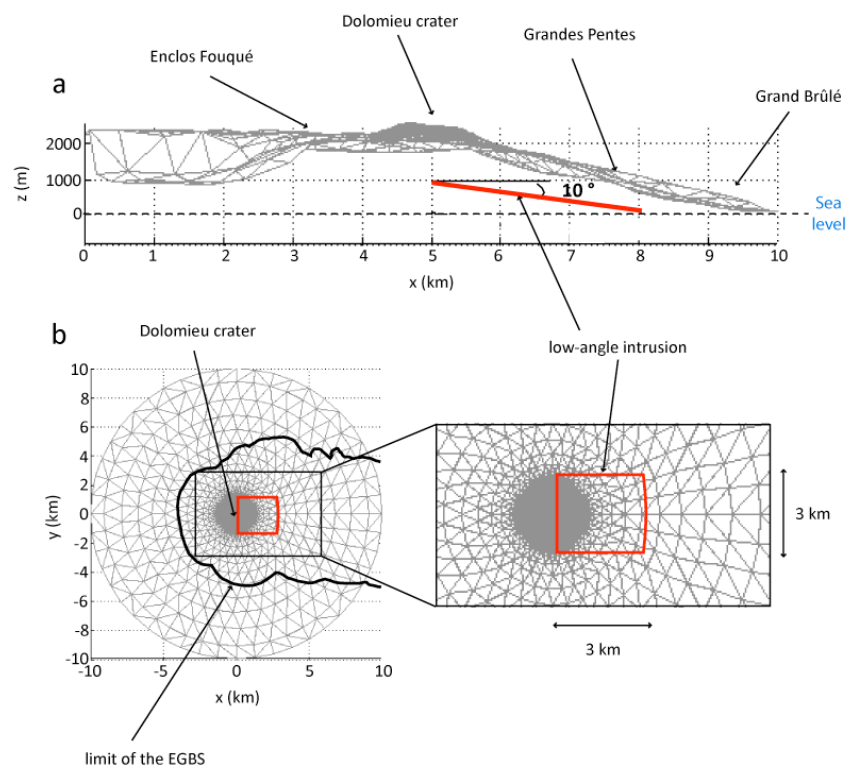 Dolomieu crater
Grandes Pentes
Enclos Fouqué
a
Grand Brûlé
z (m)
2000
1000
0
10 °
Sea
level
0 1 2 3 4 5 6 7 8 9 10
x (km)
b
Dolomieu crater
low-angle intrusion
y (km)
10
8
6
4
2
0
-2
-4
-6
-8
-10
-10 -5 0 5 10
x (km)
3 km
3 km
limit of the EGBS